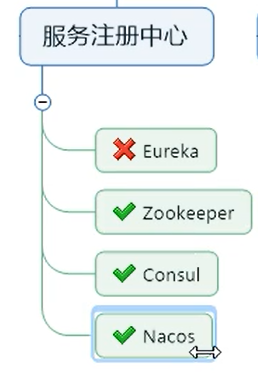 服务注册中心
Eureka
Zookeeper
Consul
Nacos